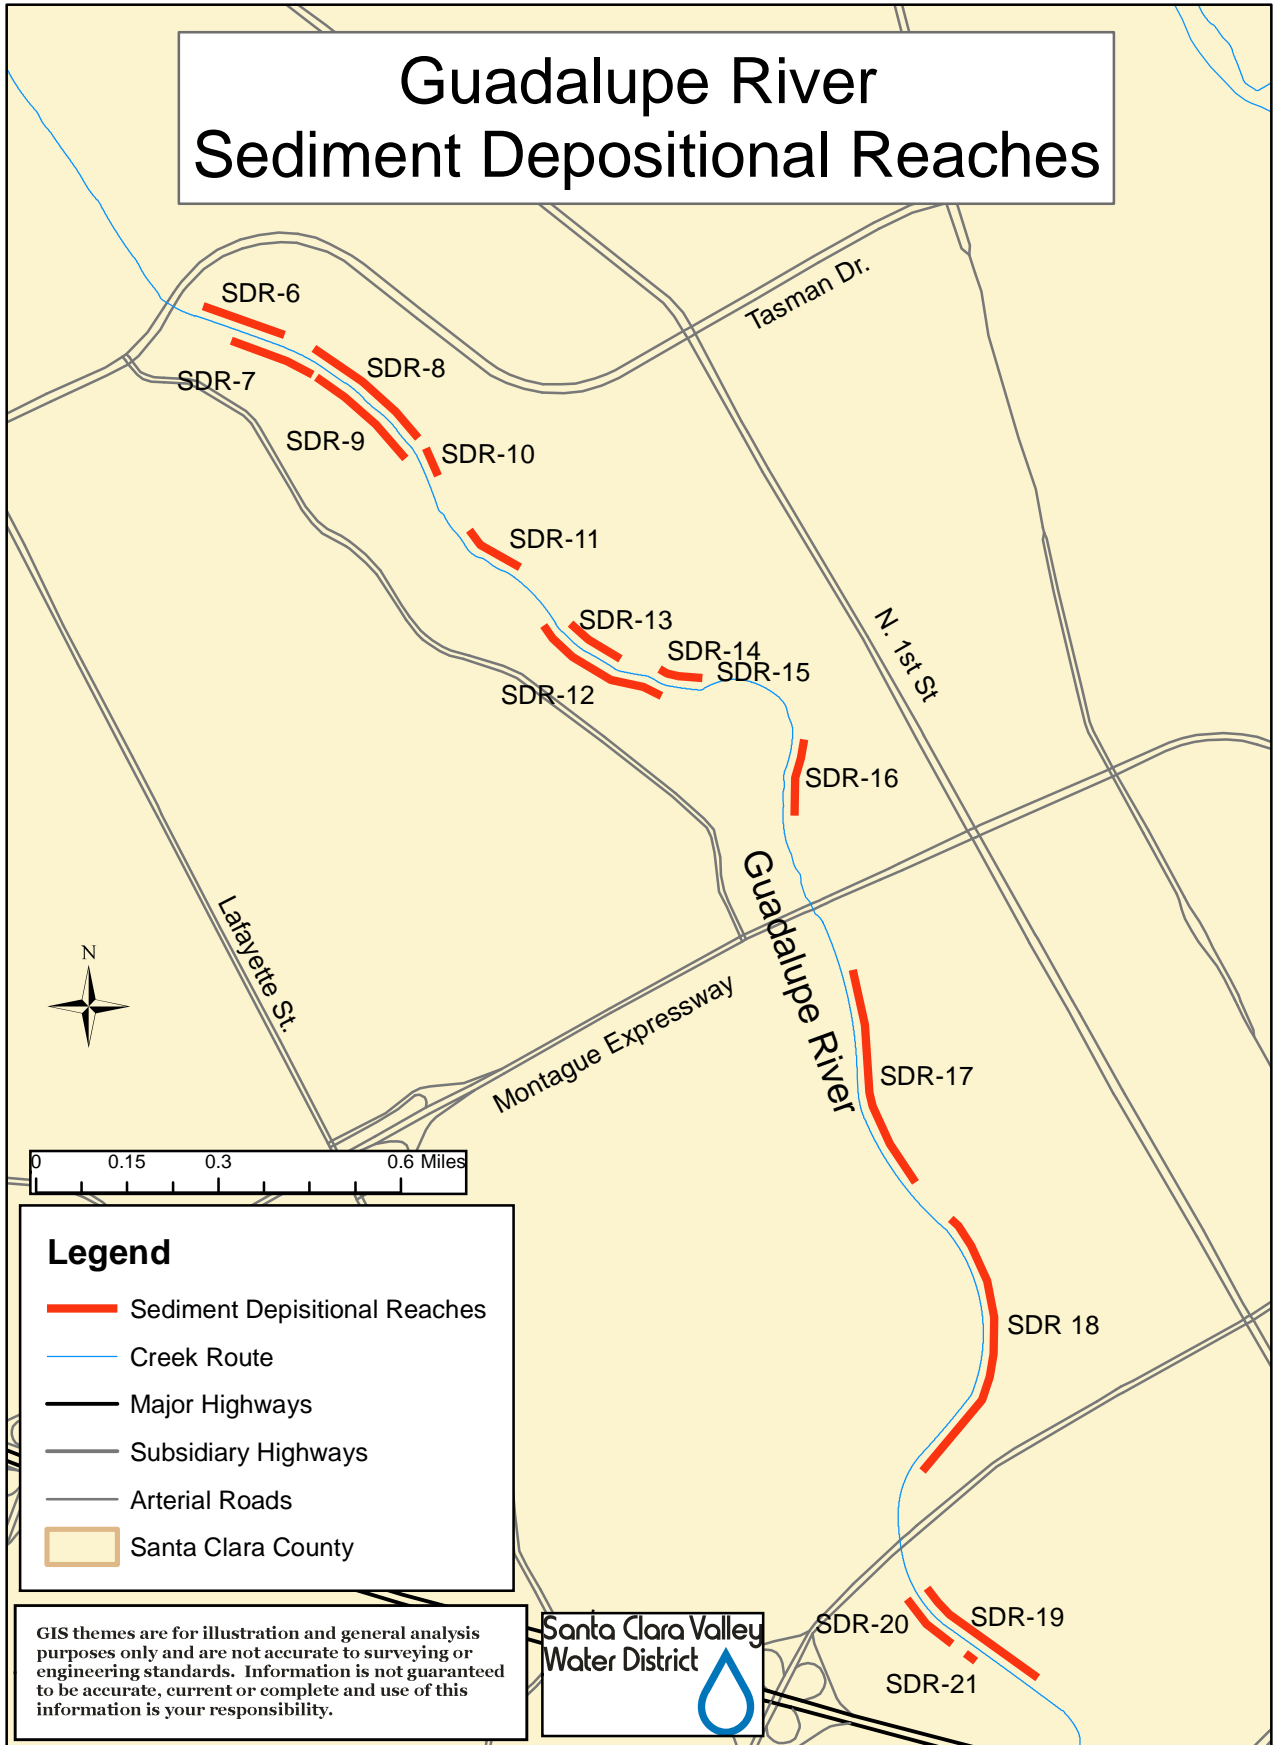 Guadalupe River
Sediment Depositional Reaches
Tasman Dr.
SDR-6
SDR-8
SDR-7
SDR-9
SDR-10
SDR-11
SDR-13
SDR-14
SDR-15
SDR-12
N. 1st St
SDR-16
Guadalupe River
Lafayette St.
N
Montague Expressway
SDR-17
0 0.15 0.3 0.6 Miles
SDR 18
Legend
Sediment Depisitional Reaches
Creek Route
Major Highways
Subsidiary Highways
Arterial Roads
Santa Clara County
SDR-19
SDR-20
SDR-21
GIS themes are for illustration and general analysis
purposes only and are not accurate to surveying or
engineering standards. Information is not guaranteed
to be accurate, current or complete and use of this
information is your responsibility.
Santa Clara Valley
Water District